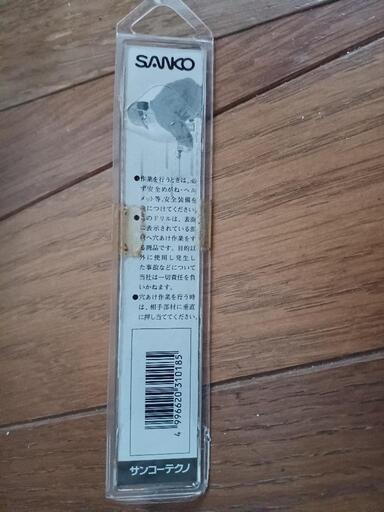 SANKO
●作業を行うときは、必
ず安全めがね・ヘル
メット等、安全装備を
につけてください。
のドリルは、表面
に表示されている
へ穴あけ作業をす
る商品です。目的以
外に使用し発生し
た事故などについて
当社は一切責任を負
いかねます。
●穴あけ作業を行う時
は、相手部材に垂直
に押し当ててください。
4 996620 310185
サンコーテクノ